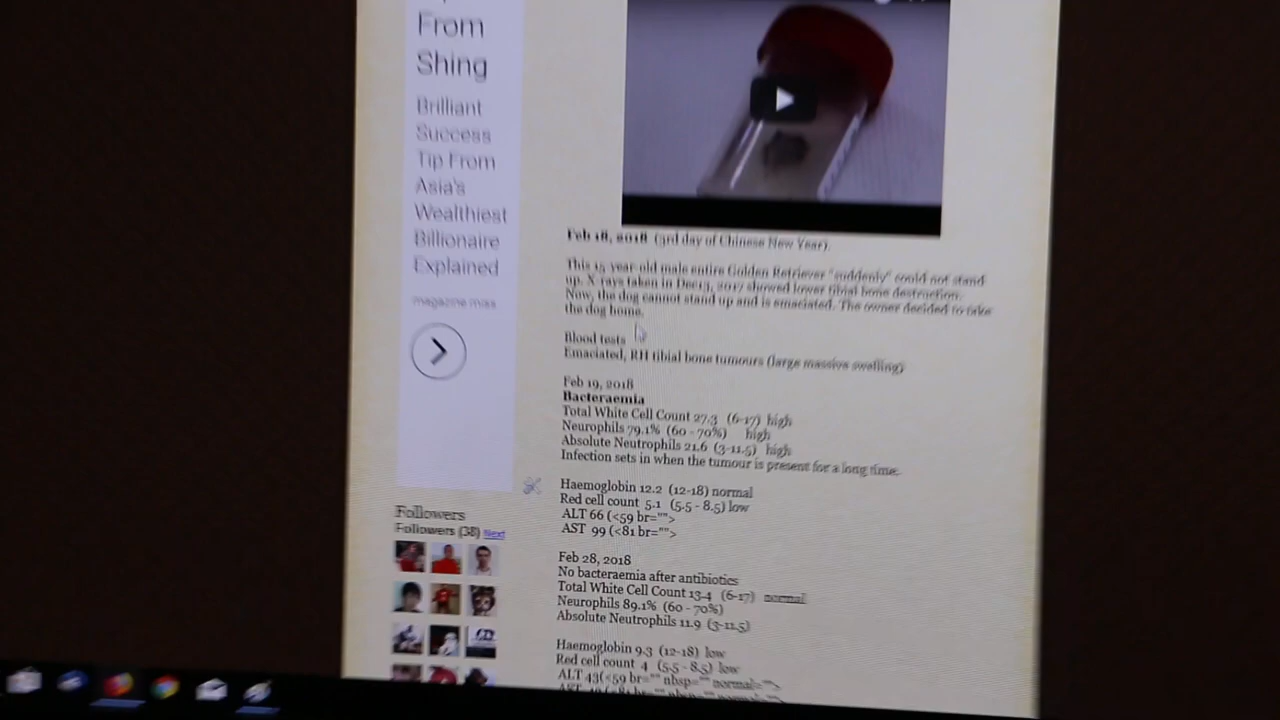 From
Shing
Brilliant
Success
Tip From
Asia's
Wealthiest
Billionaire
Explained
Feb 18, 2018 (3rd day of Chinese New Year).
This 15 year-old male entire Golden Retriever "suddenly" could not stand
up. X-rays taken in Dec13, 2017 showed lower tibial bone destruction.
Now, the dog cannot stand up and is emaciated. The owner decided to take
the dog home.
Blood tests
Emaciated, RH tibial bone tumours (large massive swelling)
Feb 19, 2018
Bacteraemia
Total White Cell Count 27.3 (6-17) high
Neurophils 79.1% (60 - 70%) high
Absolute Neutrophils 21.6 (3-11.5) high
Infection sets in when the tumour is present for a long time.
Haemoglobin 12.2 (12-18) normal
Red cell count 5.1 (5.5 - 8.5) low
ALT 66 (<59 br="">
AST 99 (<81 br="">
Followers
Followers (38) Next
Feb 28, 2018
No bacteraemia after antibiotics
Total White Cell Count 13.4 (6-17) normal
Neurophils 89.1% (60 - 70%)
Absolute Neutrophils 11.9 (3-11.5)
Haemoglobin 9.3 (12-18) low
Red cell count 4 (5.5 - 8.5) low
ALT 43(<59 br="" nbsp="" normal="">